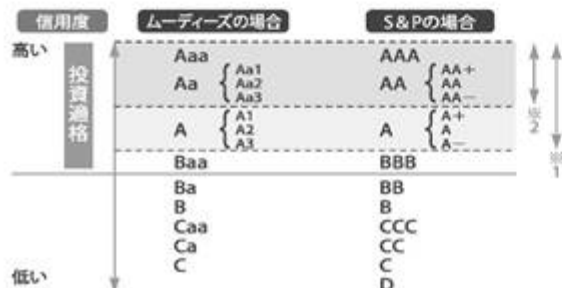 信用度 ムーディーズの場合 S&Pの場合
高い
投資適格
Aaa AAA
Aa { Aa1 Aa2 Aa3 AA { AA+ AA AA−
A { A1 A2 A3 A { A+ A A−
Baa BBB
Ba BB
B B
Caa CCC
Ca CC
C C
低い D
※2
※1